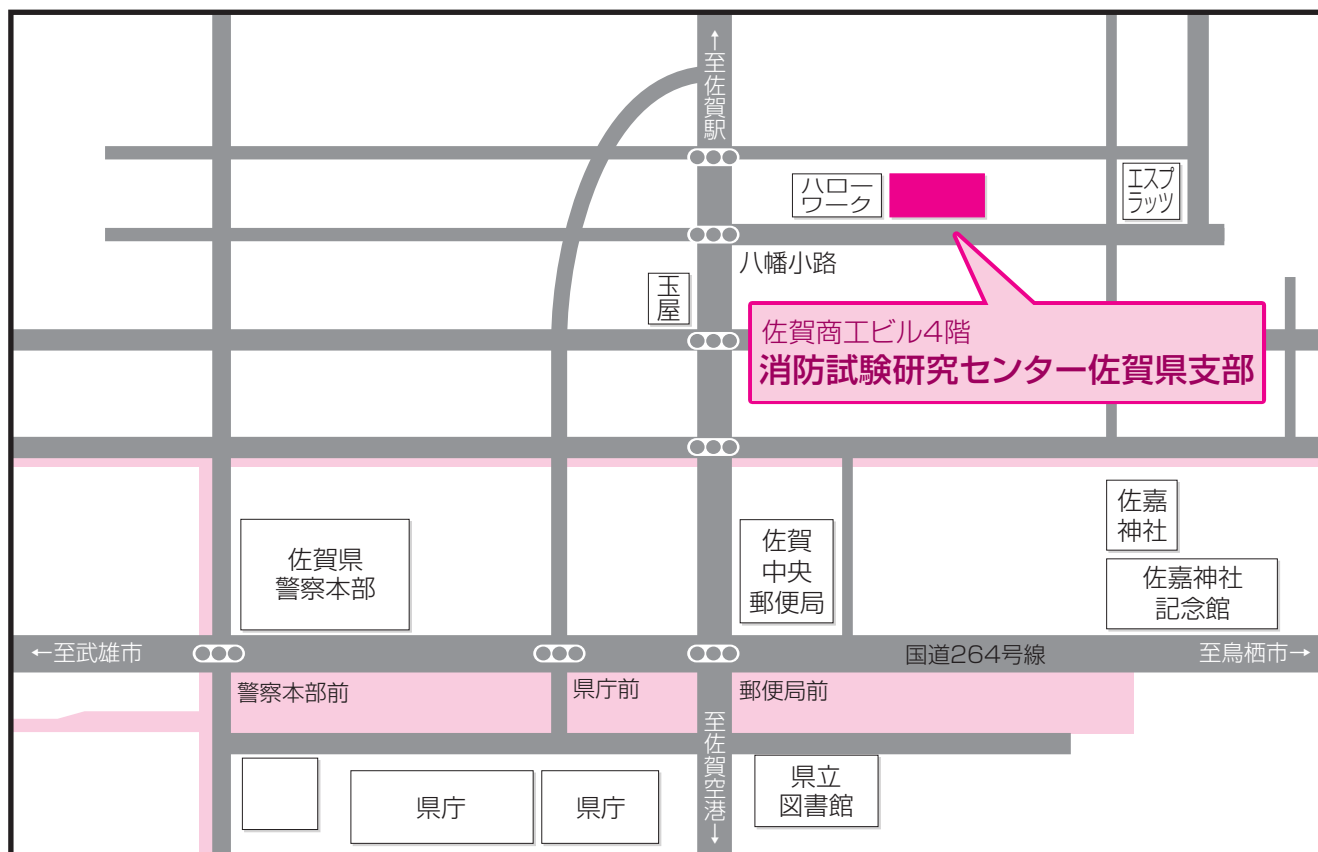 ↑至佐賀駅
ハロー
ワーク
エスプ
ラッツ
八幡小路
玉屋
佐賀商工ビル4階
消防試験研究センター佐賀県支部
佐賀県
警察本部
佐賀
中央
郵便局
佐嘉
神社
佐嘉神社
記念館
←至武雄市
国道264号線
至鳥栖市→
警察本部前
県庁前
郵便局前
至佐賀空港↓
県庁
県庁
県立
図書館